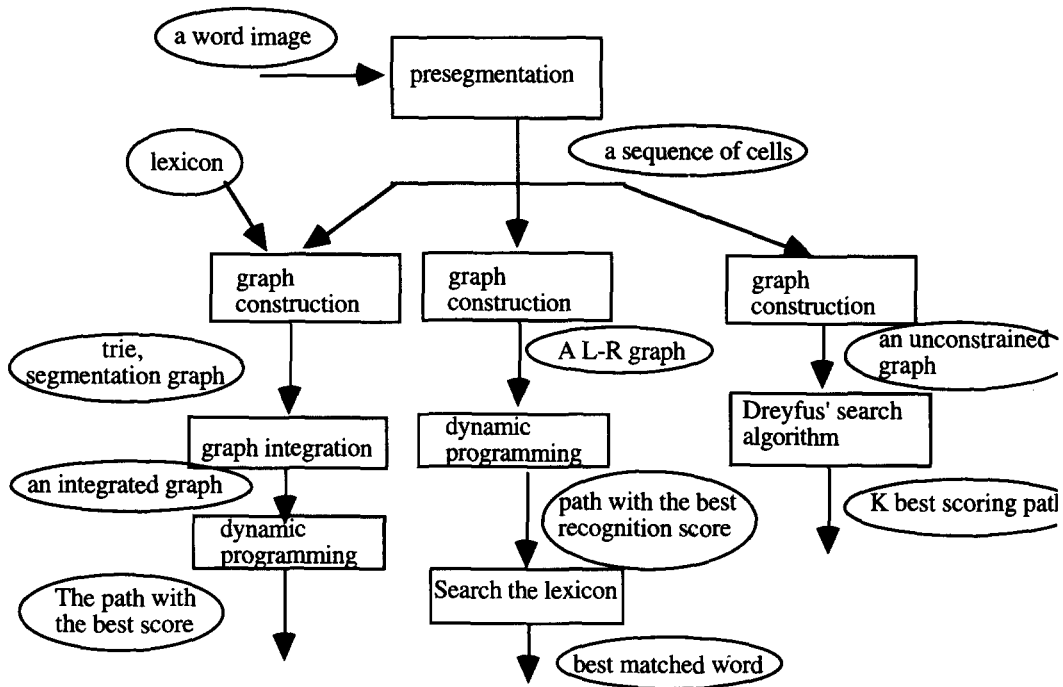 a word image
presegmentation
a sequence of cells
lexicon
graph
construction
graph
construction
graph
construction
trie,
segmentation graph
A L-R graph
an unconstrained
graph
graph integration
dynamic
programming
Dreyfus' search
algorithm
an integrated graph
path with the best
recognition score
K best scoring path
dynamic
programming
Search the lexicon
The path with
the best score
best matched word